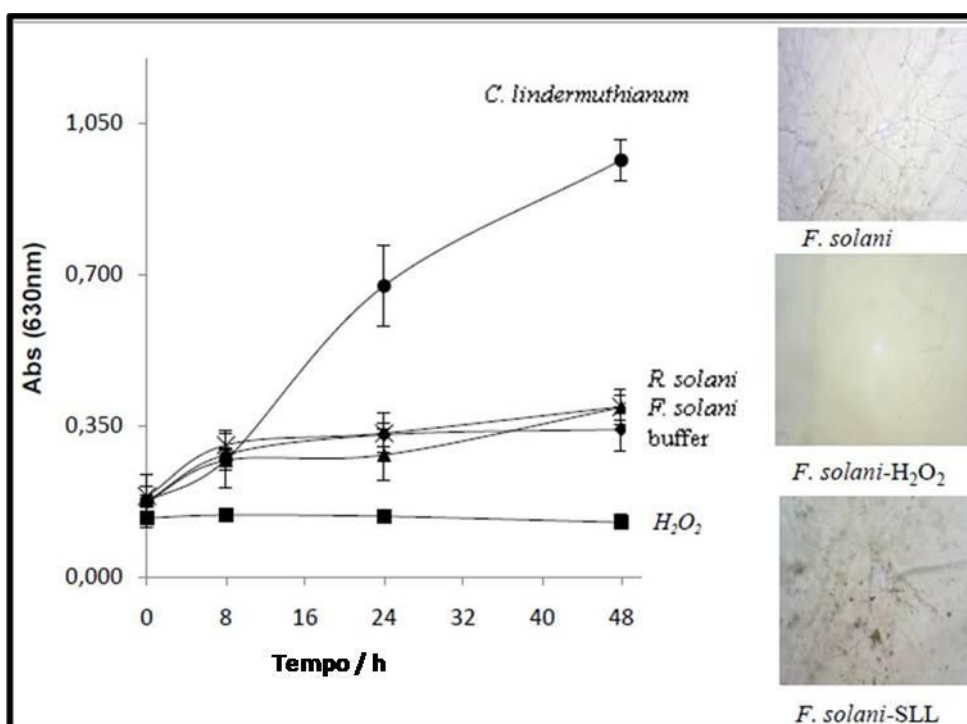 C. lindermuthianum
1,050
0,700
0,350
0,000
Abs (630nm)
R. solani
F. solani
buffer
H₂O₂
0 8 16 24 32 40 48
Tempo / h
F. solani
F. solani-H₂O₂
F. solani-SLL